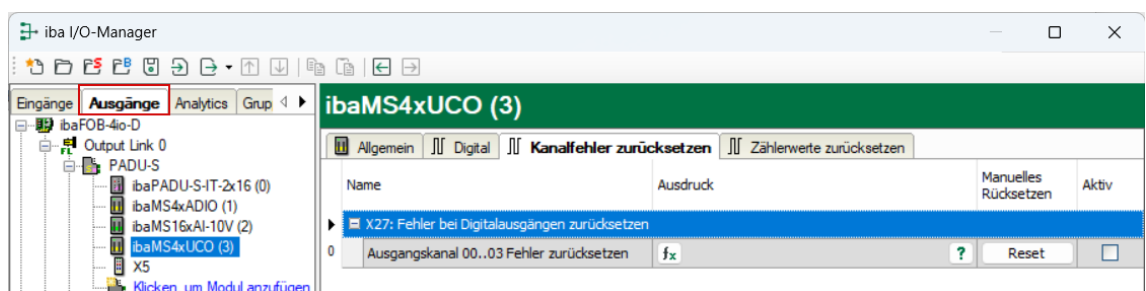 iba I/O-Manager
Eingänge Ausgänge Analytics Grup
ibaMS4xUCO (3)
ibaFOB-4io-D
Output Link 0
PADU-S
ibaPADU-S-IT-2x16 (0)
ibaMS4xADIO (1)
ibaMS16xAI-10V (2)
ibaMS4xUCO (3)
X5
Klicken, um Modul anzufügen
Allgemein Digital Kanalfehler zurücksetzen Zählerwerte zurücksetzen
Name Ausdruck Manuelles Rücksetzen Aktiv
X27: Fehler bei Digitalausgängen zurücksetzen
0 Ausgangskanal 00..03 Fehler zurücksetzen fx ? Reset